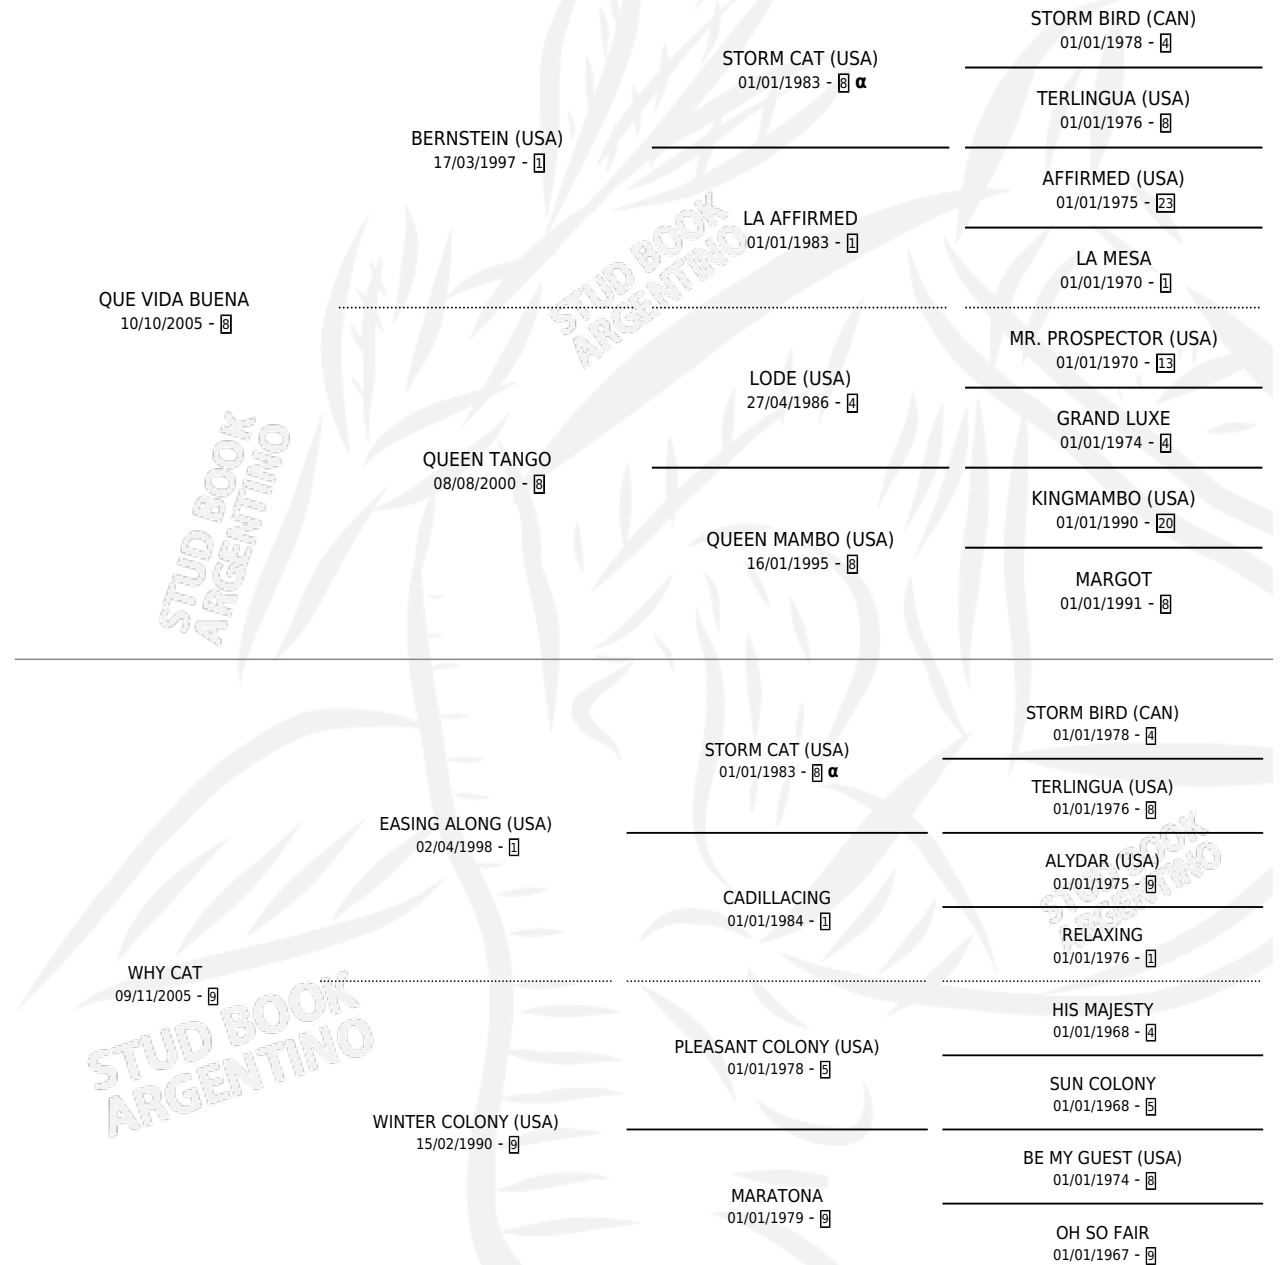 STORM BIRD (CAN)
01/01/1978 - 4
STORM CAT (USA)
01/01/1983 - 8 α
TERLINGUA (USA)
01/01/1976 - 8
BERNSTEIN (USA)
17/03/1997 - 1
AFFIRMED (USA)
01/01/1975 - 23
LA AFFIRMED
01/01/1983 - 1
LA MESA
01/01/1970 - 1
QUE VIDA BUENA
10/10/2005 - 8
MR. PROSPECTOR (USA)
01/01/1970 - 13
LODE (USA)
27/04/1986 - 4
GRAND LUXE
01/01/1974 - 4
QUEEN TANGO
08/08/2000 - 8
KINGMAMBO (USA)
01/01/1990 - 20
QUEEN MAMBO (USA)
16/01/1995 - 8
MARGOT
01/01/1991 - 8
STUD BOOK
ARGENTINO
STUD BOOK
ARGENTINO
STORM BIRD (CAN)
01/01/1978 - 4
STORM CAT (USA)
01/01/1983 - 8 α
TERLINGUA (USA)
01/01/1976 - 8
EASING ALONG (USA)
02/04/1998 - 1
ALYDAR (USA)
01/01/1975 - 9
CADILLACING
01/01/1984 - 1
RELAXING
01/01/1976 - 1
WHY CAT
09/11/2005 - 9
HIS MAJESTY
01/01/1968 - 4
PLEASANT COLONY (USA)
01/01/1978 - 5
SUN COLONY
01/01/1968 - 5
WINTER COLONY (USA)
15/02/1990 - 9
BE MY GUEST (USA)
01/01/1974 - 8
MARATONA
01/01/1979 - 9
OH SO FAIR
01/01/1967 - 9
STUD BOOK
ARGENTINO
STUD BOOK
ARGENTINO